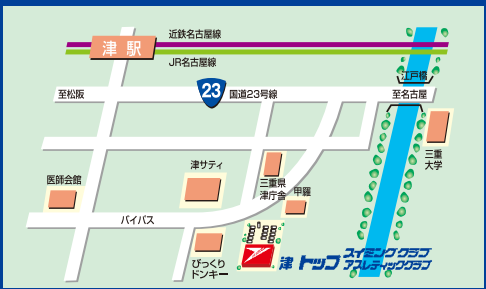 近鉄名古屋線
津駅
JR名古屋線
江戸橋
至松阪
23
国道23号線
至名古屋
三重
大学
津サティ
医師会館
三重県
津庁舎
甲羅
バイパス
びっくり
ドンキー
津 トップ スイミングクラブ
アスレティッククラブ